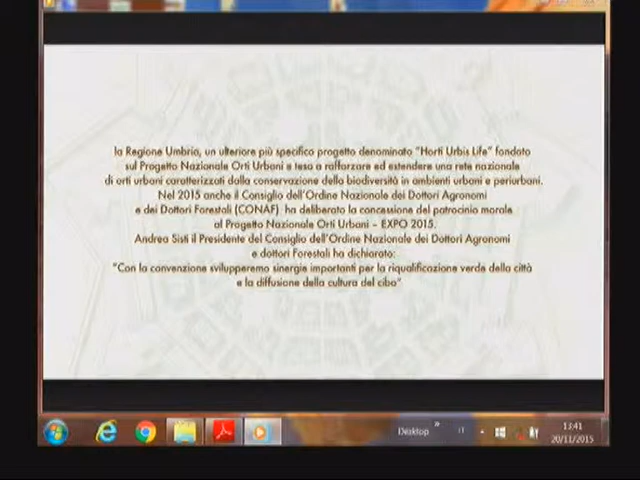 la Regione Umbria, un ulteriore più specifico progetto denominato "Horti Urbis Life" fondato
sul Progetto Nazionale Orti Urbani e teso a rafforzare ed estendere una rete nazionale
di orti urbani caratterizzati dalla conservazione della biodiversità in ambienti urbani e periurbani.
Nel 2015 anche il Consiglio dell'Ordine Nazionale dei Dottori Agronomi
e dei Dottori Forestali (CONAF) ha deliberato la concessione del patrocinio morale
al Progetto Nazionale Orti Urbani – EXPO 2015.
Andrea Sisti il Presidente del Consiglio dell'Ordine Nazionale dei Dottori Agronomi
e dottori Forestali ha dichiarato:
"Con la convenzione svilupperemo sinergie importanti per la riqualificazione verde della città
e la diffusione della cultura del cibo"
Desktop » IT 13:41
20/11/2015